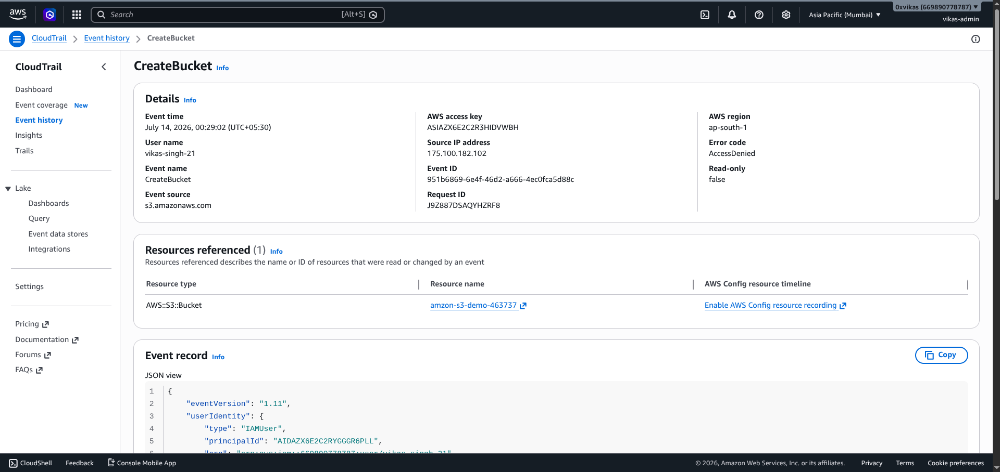 aws
Search
[Alt+S]
Asia Pacific (Mumbai) ▼
0xvikas (669890778787) ▼
vikas-admin
CloudTrail > Event history > CreateBucket
CloudTrail
Dashboard
Event coverage New
Event history
Insights
Trails
Lake
Dashboards
Query
Event data stores
Integrations
Settings
Pricing
Documentation
Forums
FAQs
CreateBucket Info
Details Info
Event time
July 14, 2026, 00:29:02 (UTC+05:30)
User name
vikas-singh-21
Event name
CreateBucket
Event source
s3.amazonaws.com
AWS access key
ASIAZX6E2C2R3HIDVWBH
Source IP address
175.100.182.102
Event ID
951b6869-6e4f-46d2-a666-4ec0fca5d88c
Request ID
J9Z887DSAQYHZRF8
AWS region
ap-south-1
Error code
AccessDenied
Read-only
false
Resources referenced (1) Info
Resources referenced describes the name or ID of resources that were read or changed by an event
Resource type
Resource name
AWS Config resource timeline
AWS::S3::Bucket
amzon-s3-demo-463737
Enable AWS Config resource recording
Event record Info
Copy
JSON view
1 {
2 "eventVersion": "1.11",
3 "userIdentity": {
4 "type": "IAMUser",
5 "principalId": "AIDAZX6E2C2RYGGGR6PLL",
6 "arn": "arn:aws:iam::669890778787:user/vikas-singh-21"
CloudShell
Feedback
Console Mobile App
© 2026, Amazon Web Services, Inc. or its affiliates.
Privacy
Terms
Cookie preferences